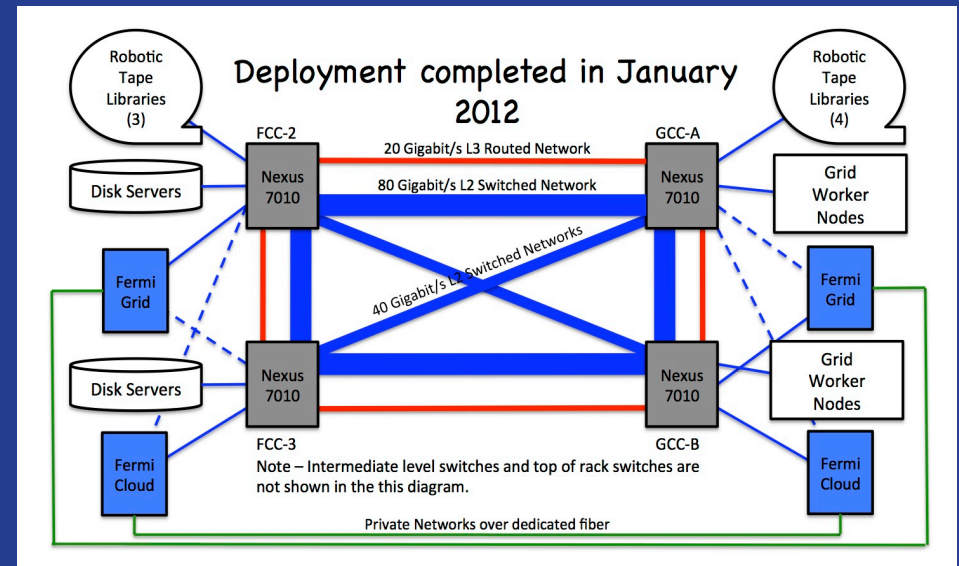 Deployment completed in January
2012
Robotic
Tape
Libraries
(3)
Robotic
Tape
Libraries
(4)
FCC-2
GCC-A
20 Gigabit/s L3 Routed Network
Nexus
7010
80 Gigabit/s L2 Switched Network
Nexus
7010
Disk Servers
Grid
Worker
Nodes
40 Gigabit/s L2 Switched Networks
Fermi
Grid
Fermi
Grid
Nexus
7010
Nexus
7010
Disk Servers
Grid
Worker
Nodes
FCC-3
GCC-B
Note – Intermediate level switches and top of rack switches are
not shown in the this diagram.
Fermi
Cloud
Fermi
Cloud
Private Networks over dedicated fiber